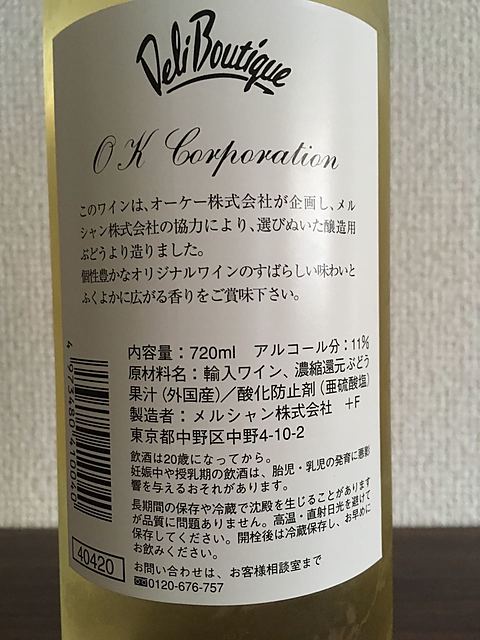 Deli Boutique
OK Corporation
このワインは、オーケー株式会社が企画し、メル
シャン株式会社の協力により、選びぬいた醸造用
ぶどうより造りました。
個性豊かなオリジナルワインのすばらしい味わいと
ふくよかに広がる香りをご賞味下さい。
内容量：720ml　アルコール分：11%
原材料名：輸入ワイン、濃縮還元ぶどう
果汁（外国産）／酸化防止剤（亜硫酸塩）
製造者：メルシャン株式会社　＋F
東京都中野区中野4-10-2
飲酒は20歳になってから。
妊娠中や授乳期の飲酒は、胎児・乳児の発育に悪影
響を与えるおそれがあります。
長期間の保存や冷蔵で沈殿を生じることがあります
が品質に問題ありません。高温・直射日光を避けて
保存してください。開栓後は冷蔵保存し、お早めに
お飲みください。
お問い合わせは、お客様相談室まで
0120-676-757
4 973480 410040
40420